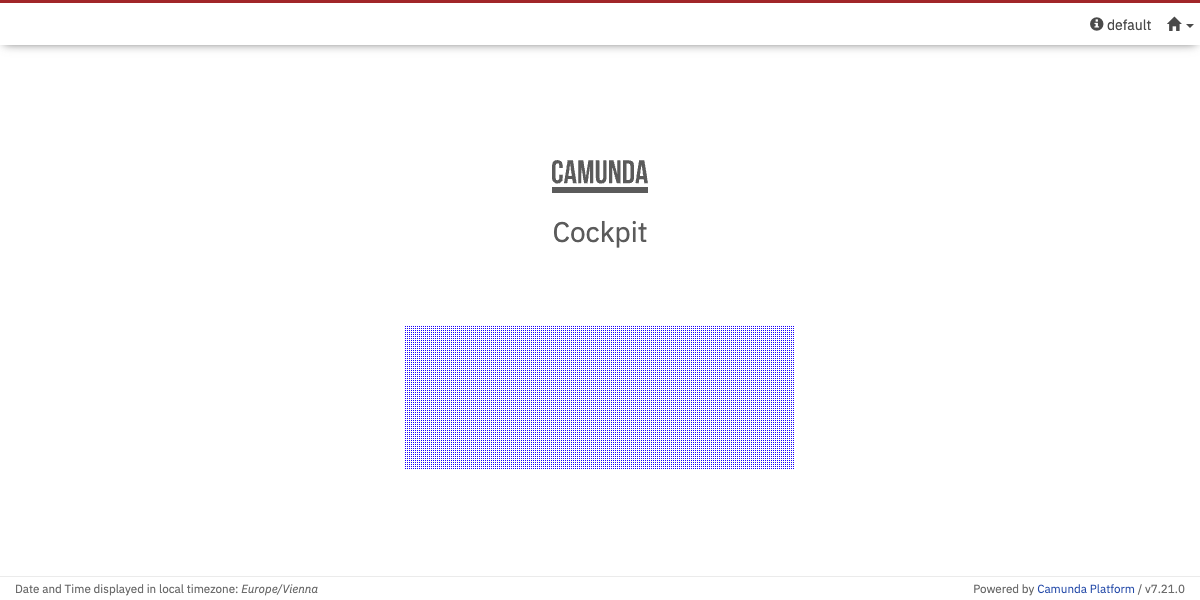 default
CAMUNDA
Cockpit
Date and Time displayed in local timezone: Europe/Vienna
Powered by Camunda Platform / v7.21.0